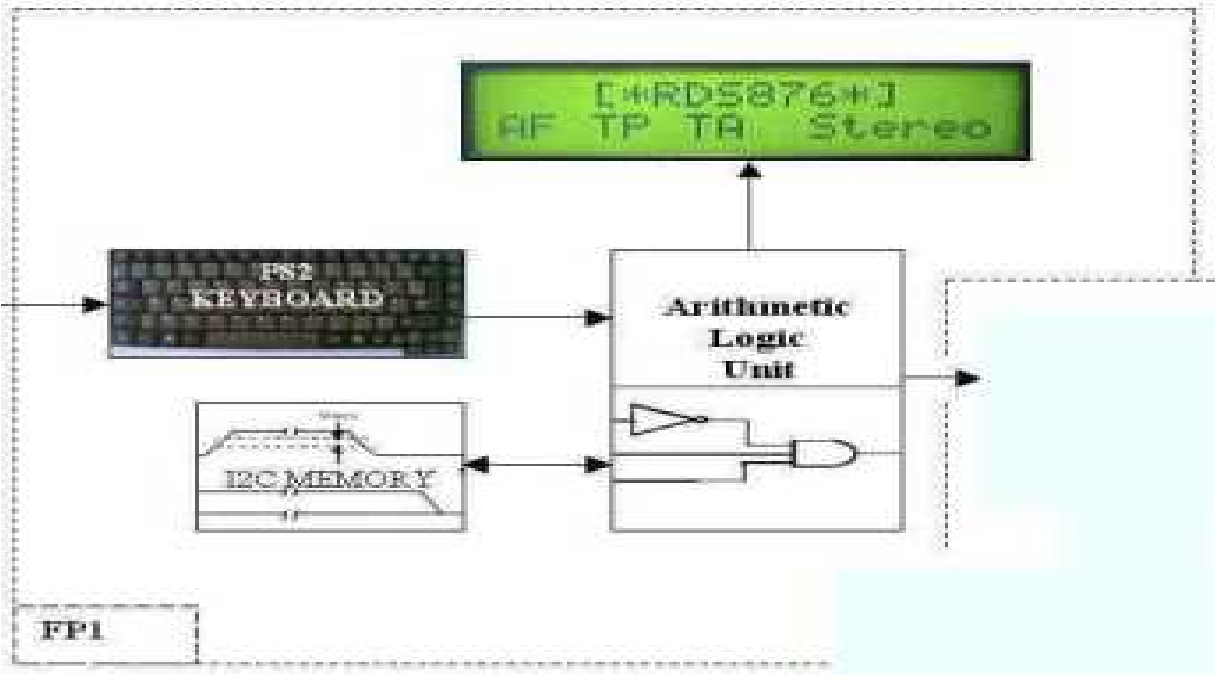 [*RDS876*]
AF TP TA Stereo
PS2
KEYBOARD
Arithmetic
Logic
Unit
I2C MEMORY
FP1